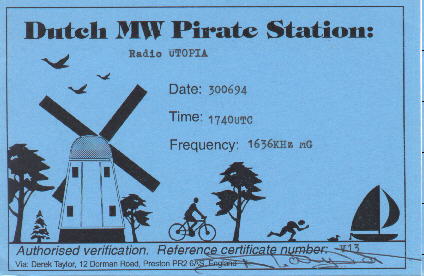 Dutch MW Pirate Station:
Radio UTOPIA
Date: 300694
Time: 1740UTC
Frequency: 1636KHz mG
Authorised verification. Reference certificate number: V13
Via: Derek Taylor, 12 Dorman Road, Preston PR2 6AS, England